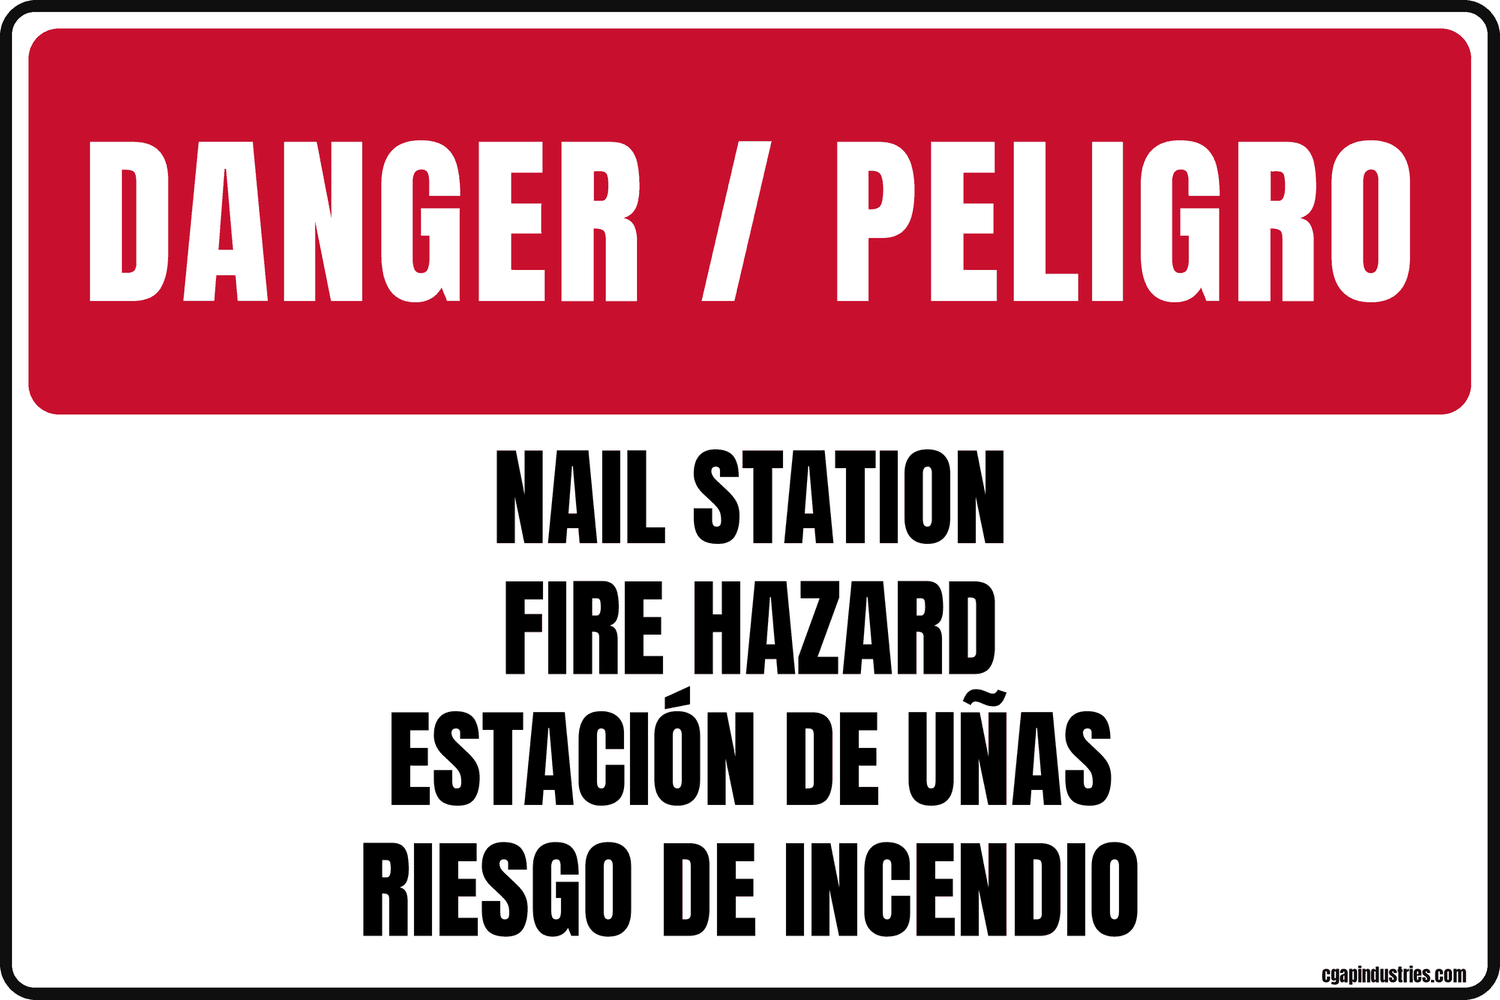 DANGER / PELIGRO
NAIL STATION
FIRE HAZARD
ESTACIÓN DE UÑAS
RIESGO DE INCENDIO
cgapindustries.com